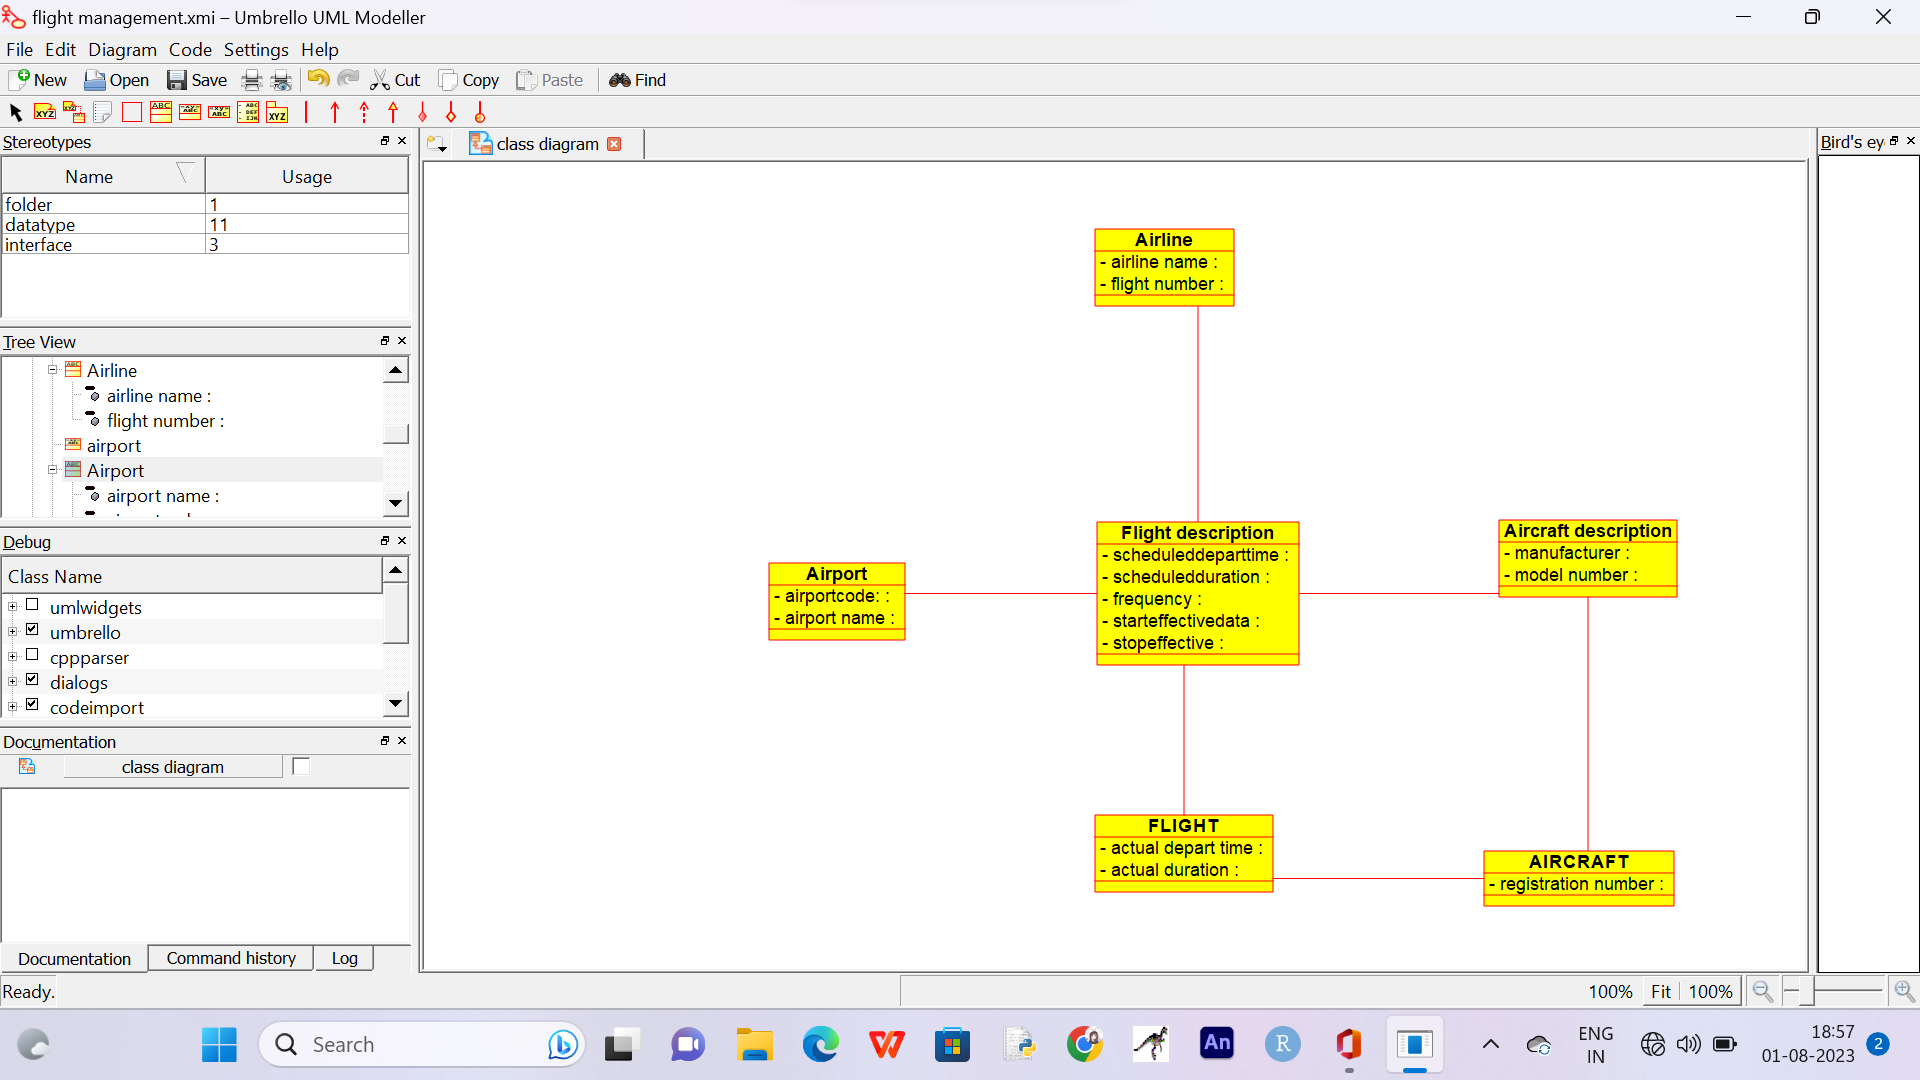 flight management.xmi – Umbrello UML Modeller
File Edit Diagram Code Settings Help
New Open Save Cut Copy Paste Find
Stereotypes
Name Usage
folder 1
datatype 11
interface 3
Tree View
Airline
airline name :
flight number :
airport
Airport
airport name :
Debug
Class Name
umlwidgets
umbrello
cppparser
dialogs
codeimport
Documentation
class diagram
Documentation Command history Log
Ready.
class diagram
Bird's ey
Airline
- airline name :
- flight number :
Airport
- airportcode: :
- airport name :
Flight description
- scheduleddeparttime :
- scheduledduration :
- frequency :
- starteffectivedata :
- stopeffective :
Aircraft description
- manufacturer :
- model number :
FLIGHT
- actual depart time :
- actual duration :
AIRCRAFT
- registration number :
100% Fit 100%
Search
An
R
ENG
IN
18:57
01-08-2023
2